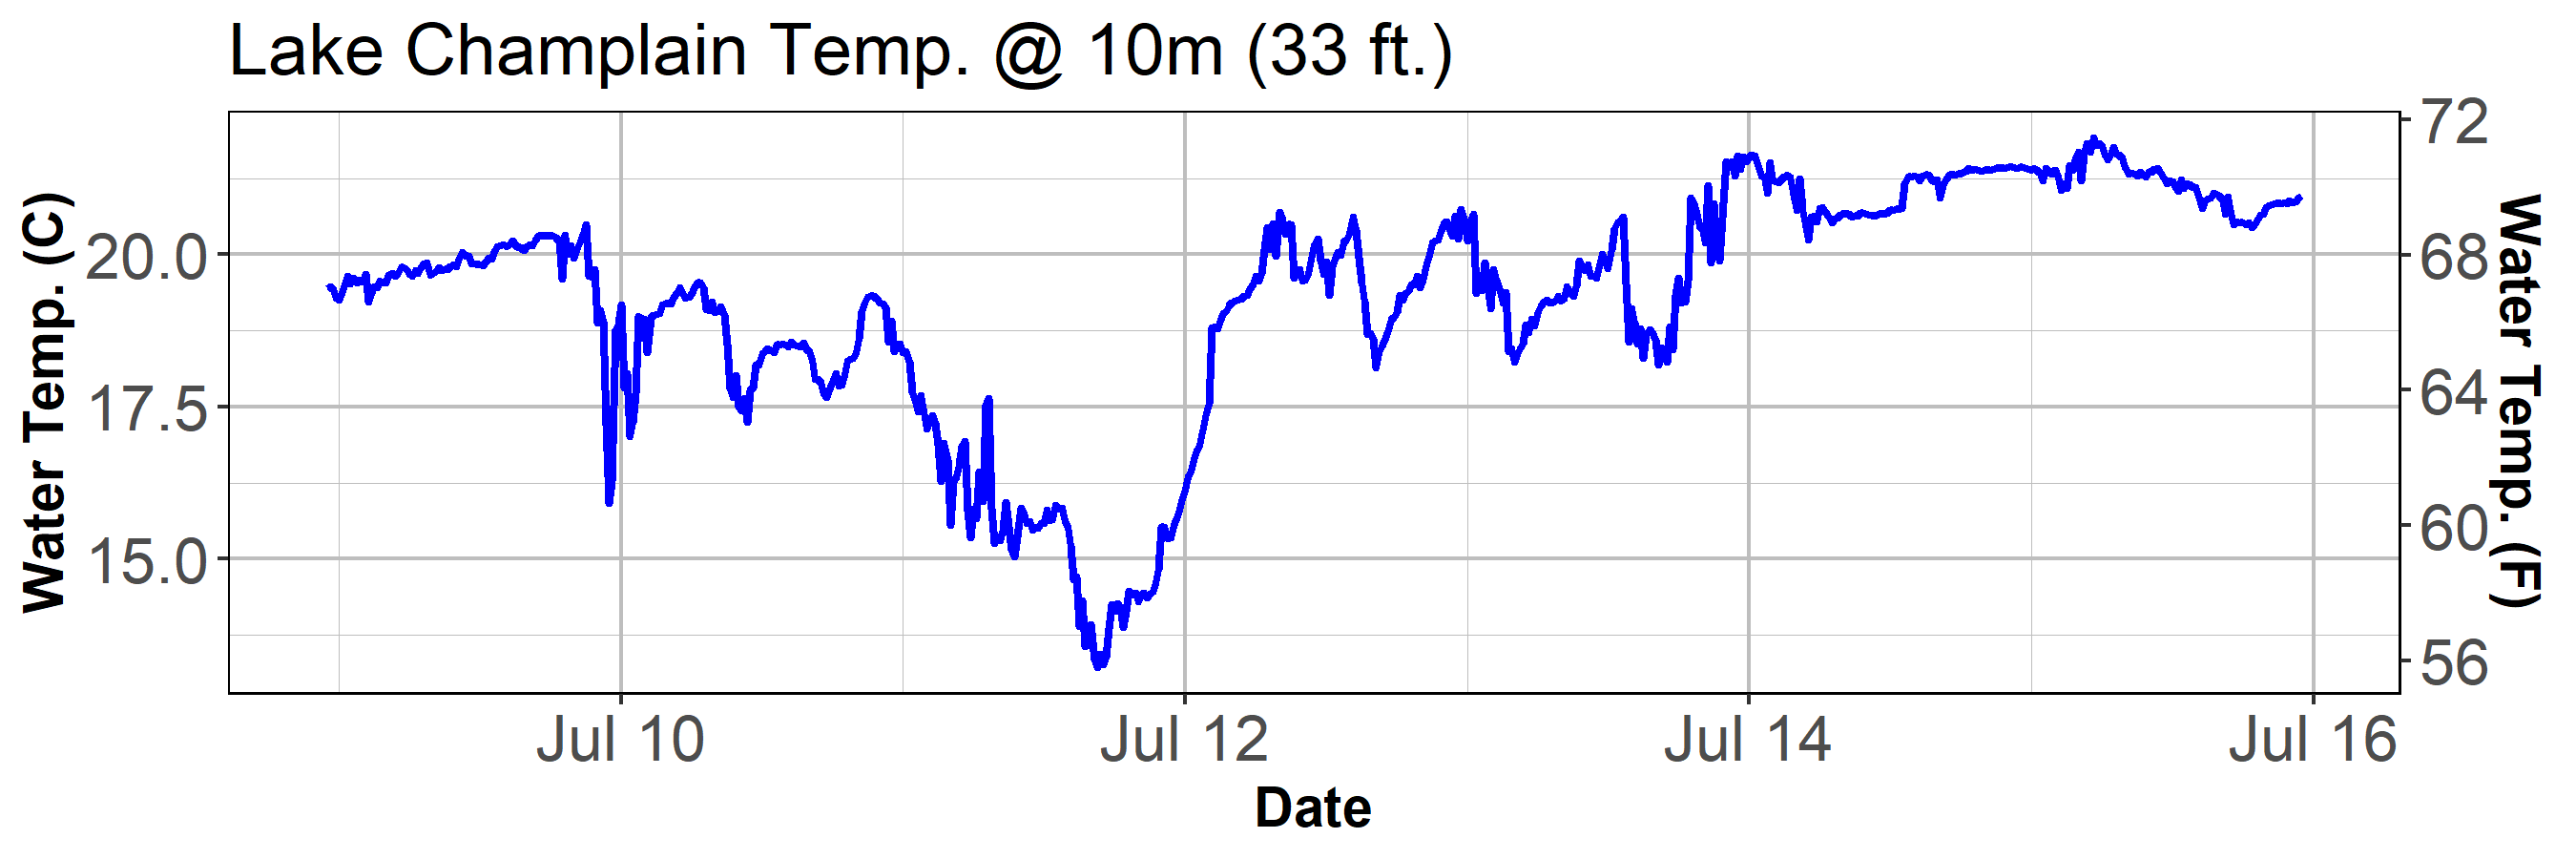 Lake Champlain Temp. @ 10m (33 ft.)
Water Temp. (C)
20.0
17.5
15.0
72
68
64
60
56
Water Temp. (F)
Jul 10
Jul 12
Jul 14
Jul 16
Date